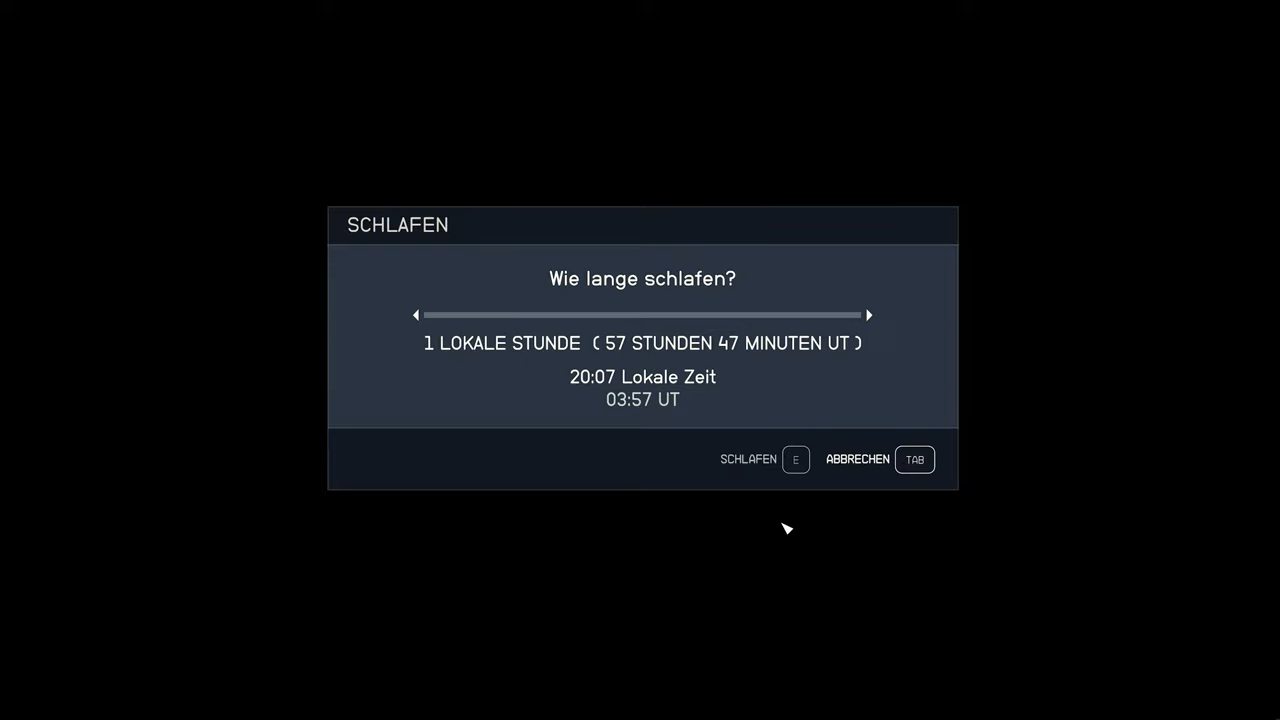 SCHLAFEN
Wie lange schlafen?
1 LOKALE STUNDE ( 57 STUNDEN 47 MINUTEN UT )
20:07 Lokale Zeit
03:57 UT
SCHLAFEN E ABBRECHEN TAB